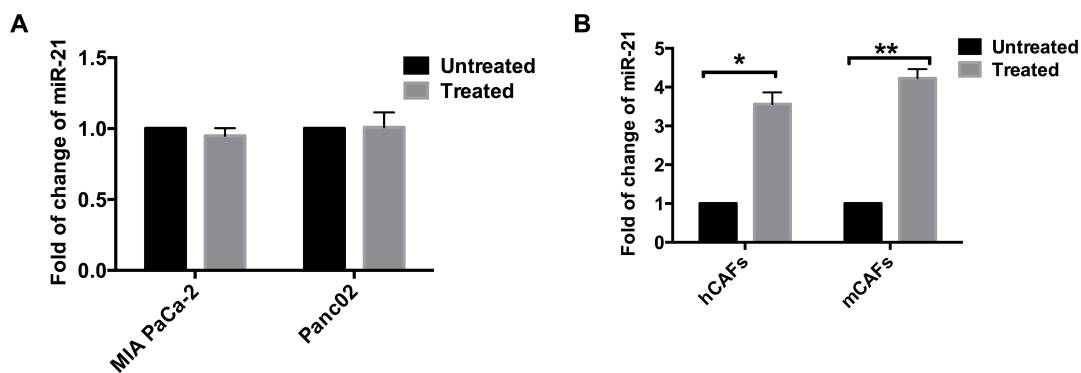 A
Fold of change of miR-21
1.5
1.0
0.5
0.0
MIA PaCa-2
Panc02
Untreated
Treated
B
Fold of change of miR-21
5
4
3
2
1
0
*
**
hCAFs
mCAFs
Untreated
Treated